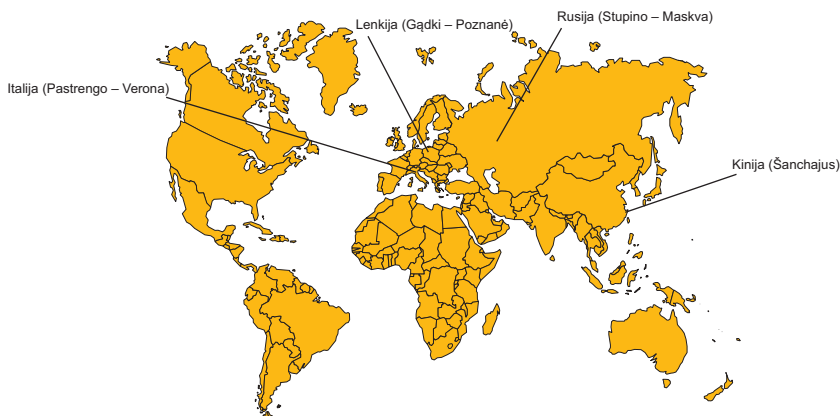 Rusija (Stupino – Maskva)
Lenkija (Gądki – Poznanė)
Italija (Pastrengo – Verona)
Kinija (Šanchajus)